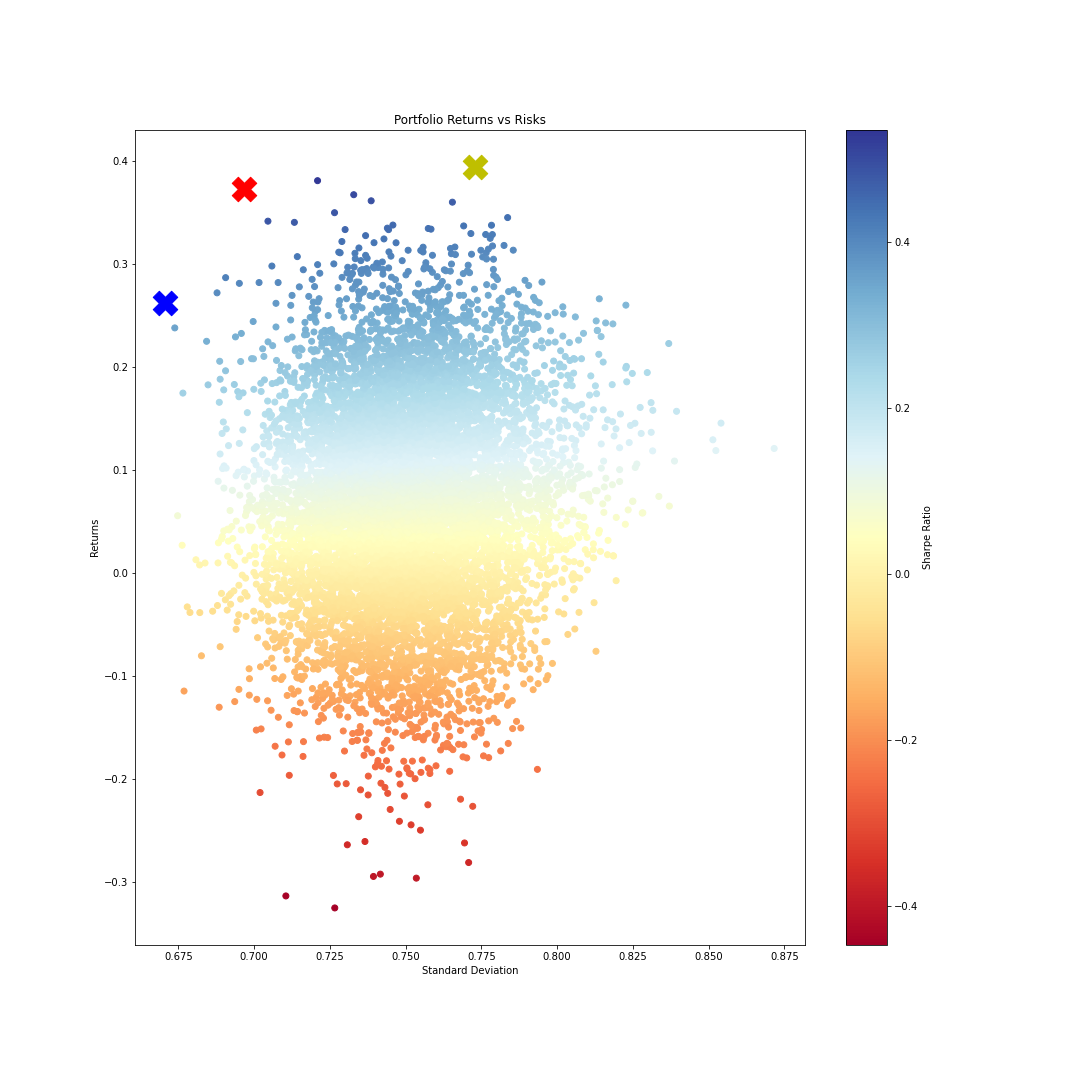 Portfolio Returns vs Risks
0.4
0.3
0.2
0.1
0.0
−0.1
−0.2
−0.3
Returns
0.675 0.700 0.725 0.750 0.775 0.800 0.825 0.850 0.875
Standard Deviation
0.4
0.2
0.0
−0.2
−0.4
Sharpe Ratio